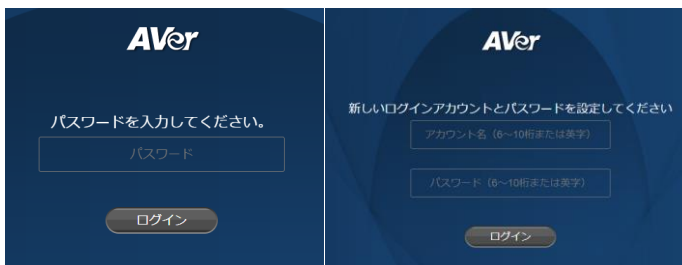 AVer
パスワードを入力してください。
パスワード
ログイン
AVer
新しいログインアカウントとパスワードを設定してください
アカウント名（6～10桁または英字）
パスワード（6～10桁または英字）
ログイン